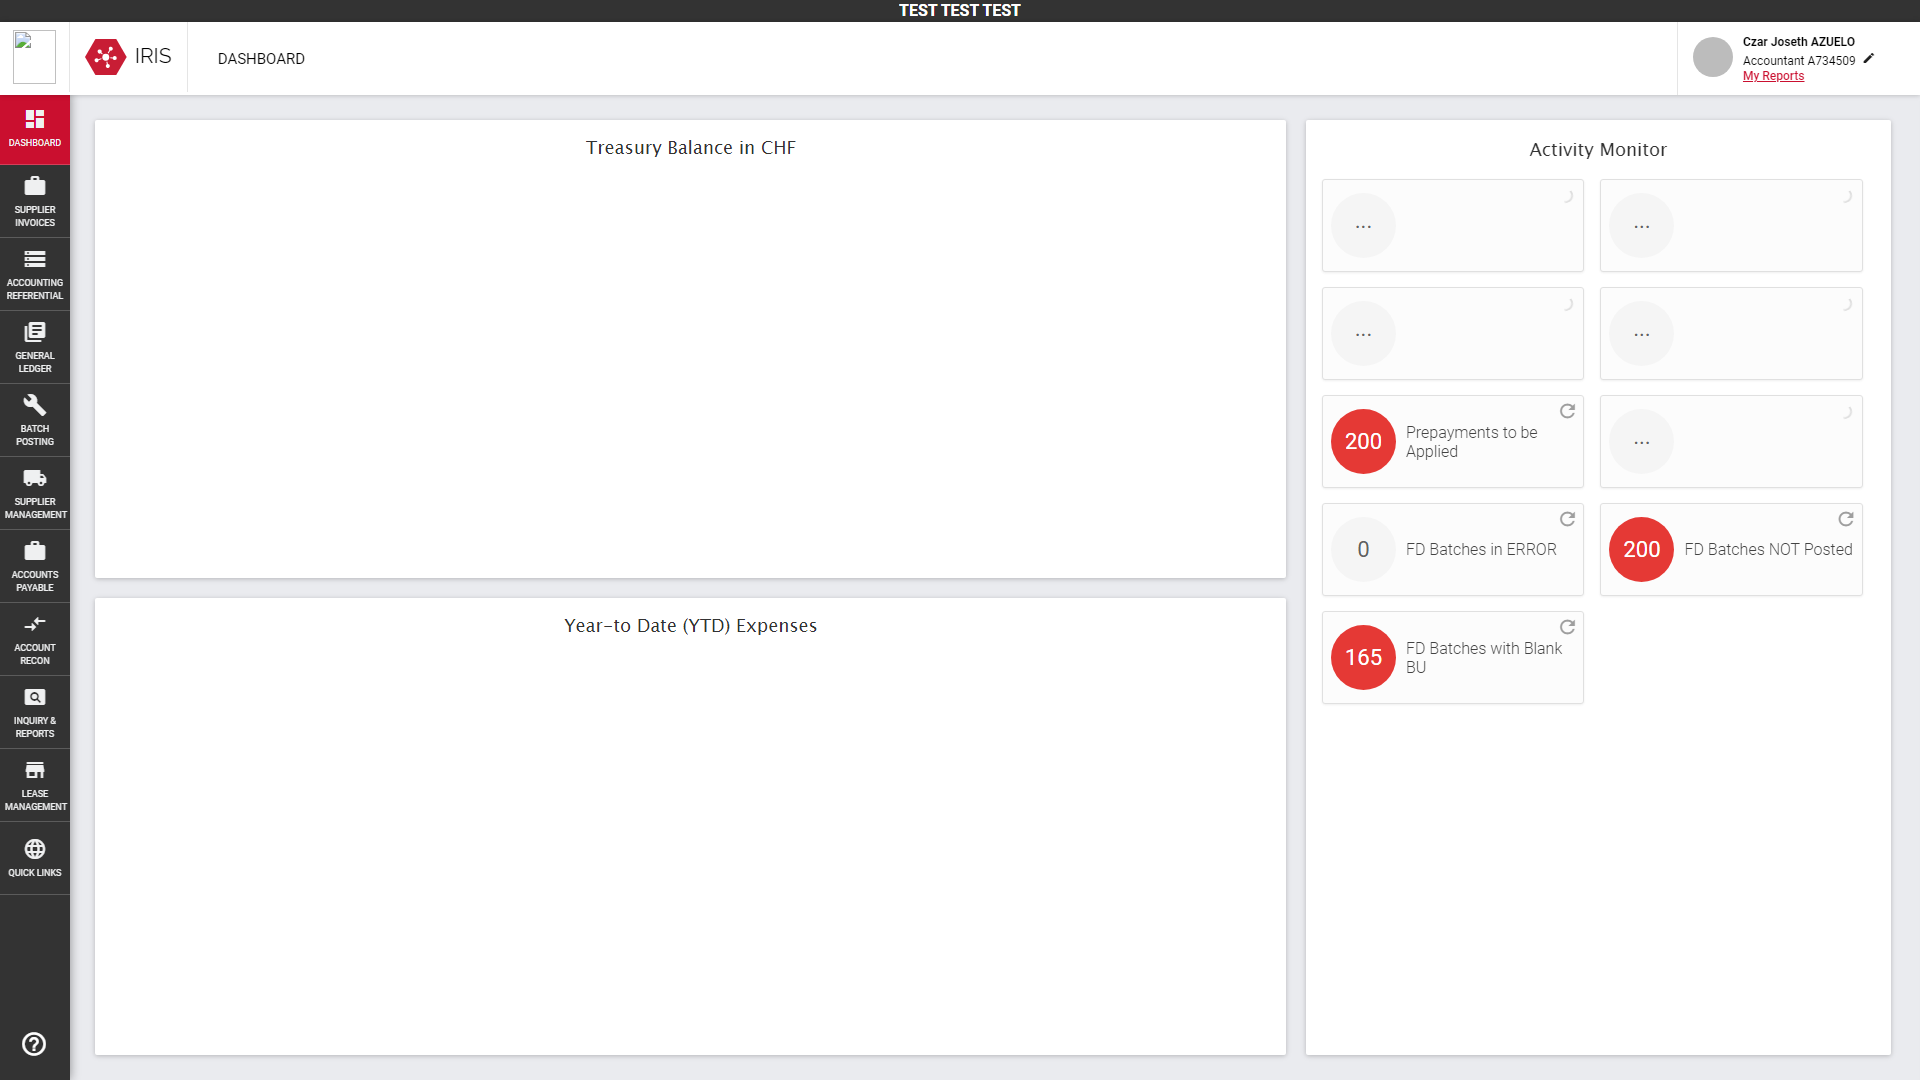 TEST TEST TEST
IRIS
DASHBOARD
Czar Joseth AZUELO
Accountant A734509
My Reports
DASHBOARD
SUPPLIER
INVOICES
ACCOUNTING
REFERENTIAL
GENERAL
LEDGER
BATCH
POSTING
SUPPLIER
MANAGEMENT
ACCOUNTS
PAYABLE
ACCOUNT
RECON
INQUIRY &
REPORTS
LEASE
MANAGEMENT
QUICK LINKS
Treasury Balance in CHF
Year-to Date (YTD) Expenses
Activity Monitor
...
...
...
...
200
Prepayments to be
Applied
...
0
FD Batches in ERROR
200
FD Batches NOT Posted
165
FD Batches with Blank
BU